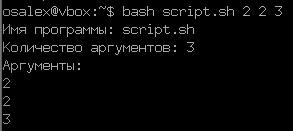 osalex@vbox:~$ bash script.sh 2 2 3
Имя программы: script.sh
Количество аргументов: 3
Аргументы:
2
2
3